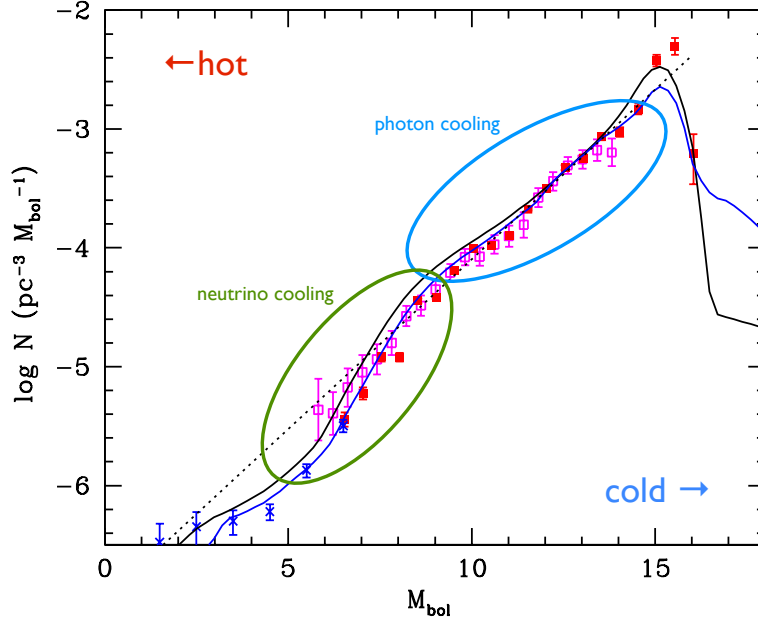 -2
←hot
photon cooling
-3
-4
neutrino cooling
-5
-6
cold →
log N (pc⁻³ M_bol⁻¹)
0
5
10
15
M_bol